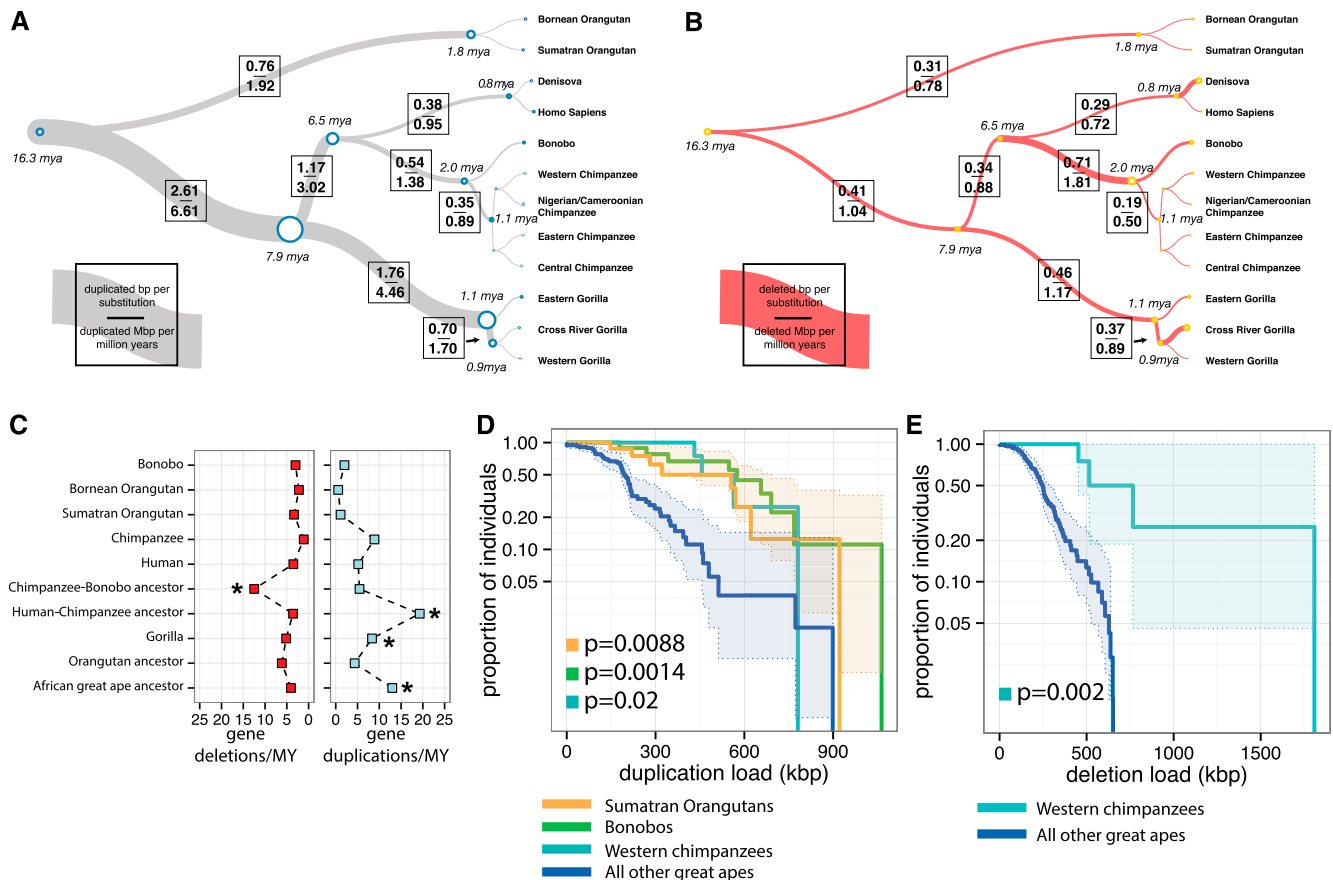 A
Bornean Orangutan
Sumatran Orangutan
1.8 mya
0.76
1.92
Denisova
0.8mya
Homo Sapiens
0.38
0.95
6.5 mya
Bonobo
2.0 mya
0.54
1.38
Western Chimpanzee
Nigerian/Cameroonian
Chimpanzee
0.35
0.89
1.1 mya
Eastern Chimpanzee
Central Chimpanzee
16.3 mya
1.17
3.02
2.61
6.61
7.9 mya
1.76
4.46
1.1 mya
Eastern Gorilla
Cross River Gorilla
0.70
1.70
0.9mya
Western Gorilla
duplicated bp per
substitution
duplicated Mbp per
million years
B
Bornean Orangutan
Sumatran Orangutan
1.8 mya
0.31
0.78
Denisova
0.8 mya
Homo Sapiens
0.29
0.72
6.5 mya
Bonobo
2.0 mya
0.71
1.81
Western Chimpanzee
Nigerian/Cameroonian
Chimpanzee
0.19
0.50
1.1 mya
Eastern Chimpanzee
Central Chimpanzee
16.3 mya
0.34
0.88
0.41
1.04
7.9 mya
0.46
1.17
1.1 mya
Eastern Gorilla
Cross River Gorilla
0.37
0.89
0.9mya
Western Gorilla
deleted bp per
substitution
deleted Mbp per
million years
C
Bonobo
Bornean Orangutan
Sumatran Orangutan
Chimpanzee
Human
Chimpanzee-Bonobo ancestor
*
Human-Chimpanzee ancestor
*
Gorilla
*
Orangutan ancestor
African great ape ancestor
*
25 20 15 10 5 0
gene
deletions/MY
0 5 10 15 20 25
gene
duplications/MY
D
proportion of individuals
1.00
0.50
0.20
0.10
0.05
p=0.0088
p=0.0014
p=0.02
0 300 600 900
duplication load (kbp)
Sumatran Orangutans
Bonobos
Western chimpanzees
All other great apes
E
proportion of individuals
1.00
0.50
0.20
0.10
0.05
p=0.002
0 500 1000 1500
deletion load (kbp)
Western chimpanzees
All other great apes